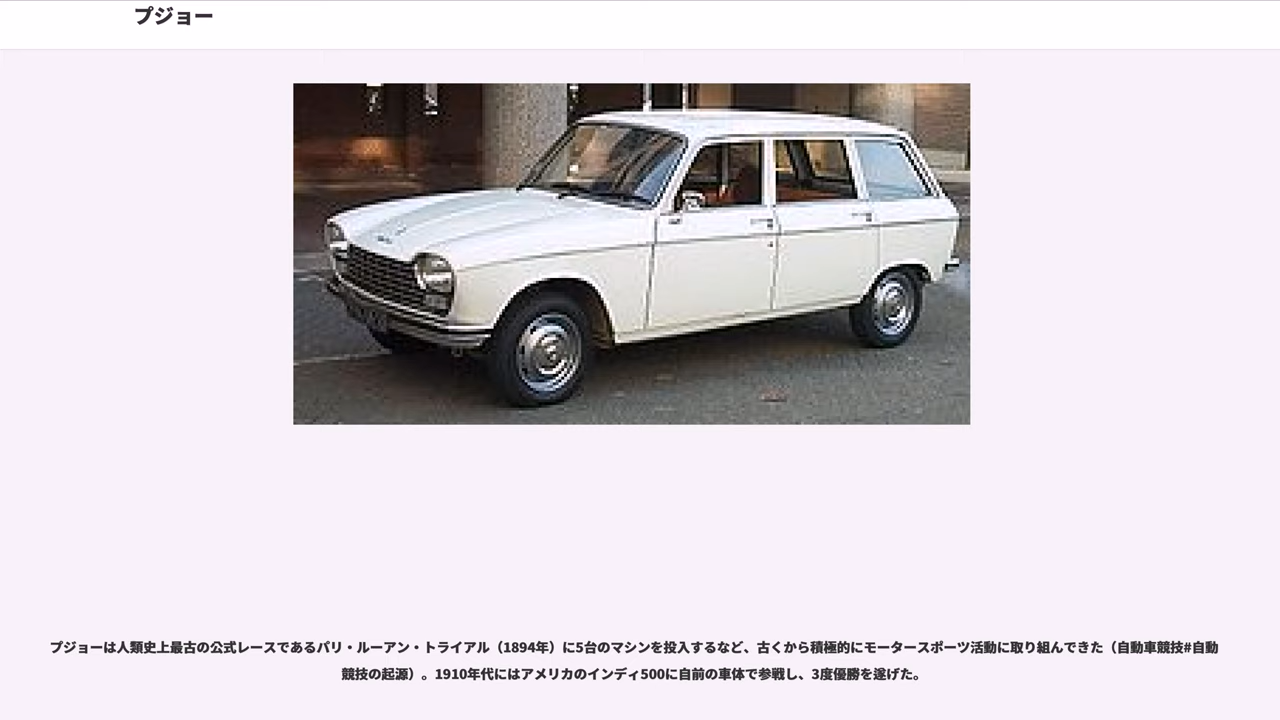 プジョー
プジョーは人類史上最古の公式レースであるパリ・ルーアン・トライアル（1894年）に5台のマシンを投入するなど、古くから積極的にモータースポーツ活動に取り組んできた（自動車競技#自動
競技の起源）。1910年代にはアメリカのインディ500に自前の車体で参戦し、3度優勝を遂げた。